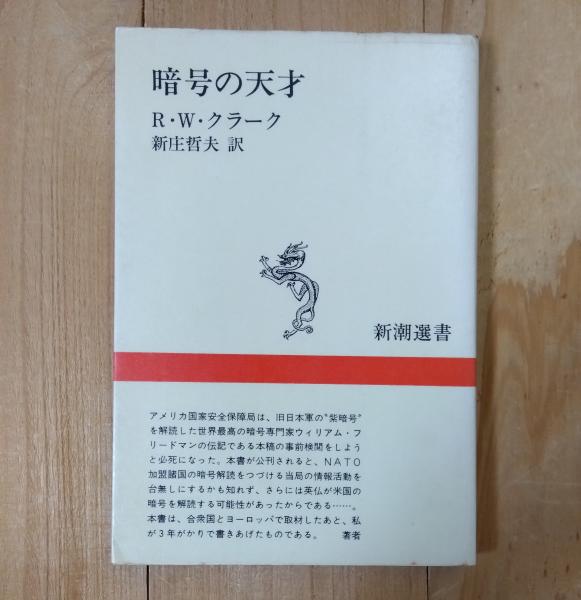 暗号の天才
R・W・クラーク
新庄哲夫 訳
新潮選書
アメリカ国家安全保障局は、旧日本軍の“紫暗号”
を解読した世界最高の暗号専門家ウィリアム・フ
リードマンの伝記である本稿の事前検閲をしよう
と必死になった。本書が公刊されると、NATO
加盟諸国の暗号解読をつづける当局の情報活動を
台無しにするかも知れず、さらには英仏が米国の
暗号を解読する可能性があったからである……。
本書は、合衆国とヨーロッパで取材したあと、私
が3年がかりで書きあげたものである。 著者